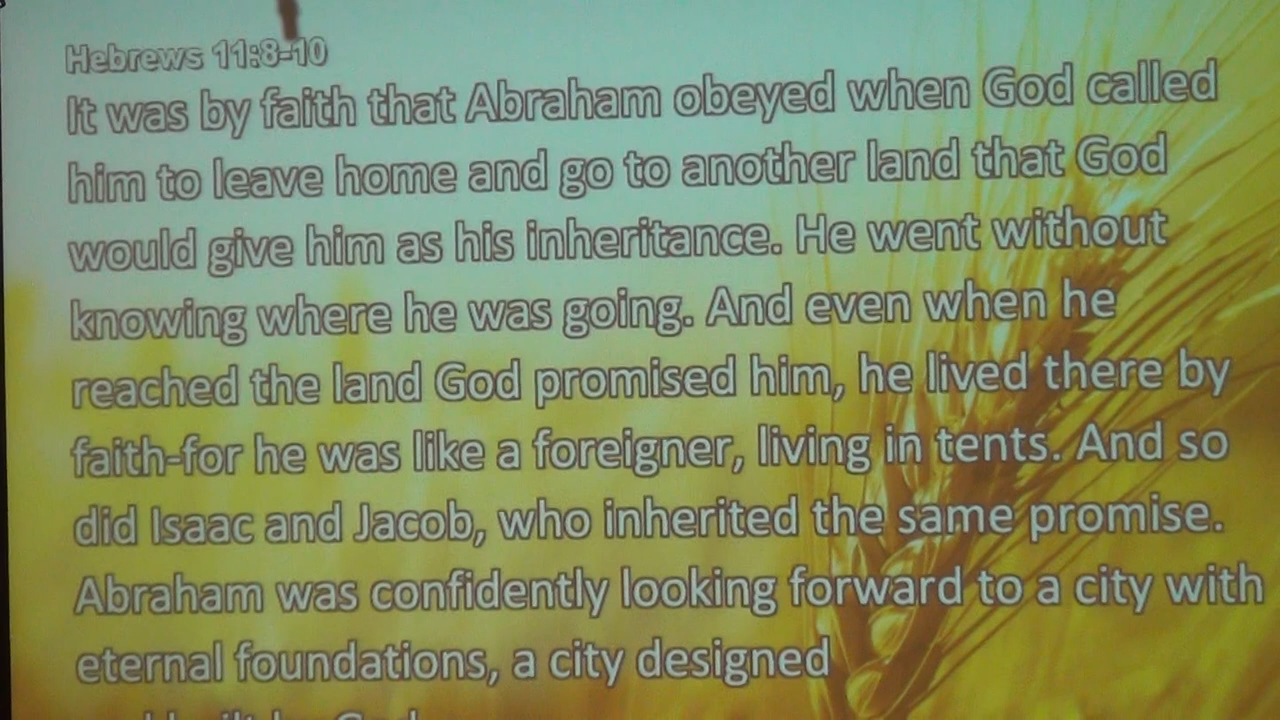 Hebrews 11:8-10
It was by faith that Abraham obeyed when God called
him to leave home and go to another land that God
would give him as his inheritance. He went without
knowing where he was going. And even when he
reached the land God promised him, he lived there by
faith-for he was like a foreigner, living in tents. And so
did Isaac and Jacob, who inherited the same promise.
Abraham was confidently looking forward to a city with
eternal foundations, a city designed
built by God